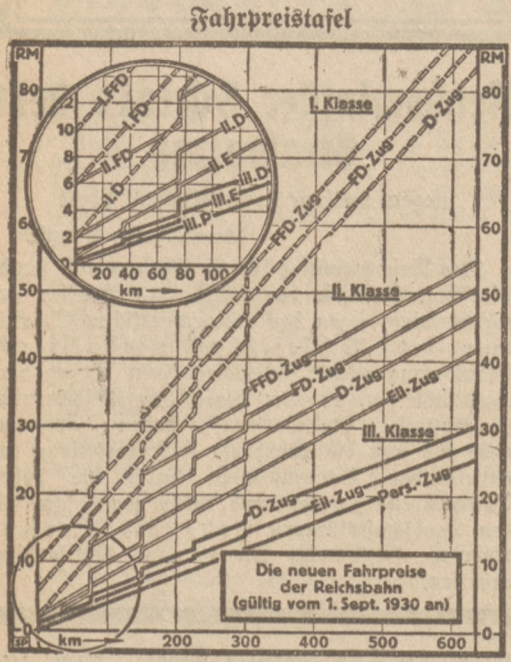 Fahrpreistafel
RM
RM
80
80
70
60
60
50
50
40
40
30
30
20
20
10
10
0
0
12
10
8
6
4
2
0
20 40 60 80 100
km
I.FFD
I.FD
II.FD
I.D
II.D
II.E
III.D
III.E
III.P
I. Klasse
FFD-Zug
FD-Zug
D-Zug
II. Klasse
FFD-Zug
FD-Zug
D-Zug
Eil-Zug
III. Klasse
D-Zug
Eil-Zug
Pers.-Zug
Die neuen Fahrpreise
der Reichsbahn
(gültig vom 1. Sept. 1930 an)
km
200 300 400 500 600